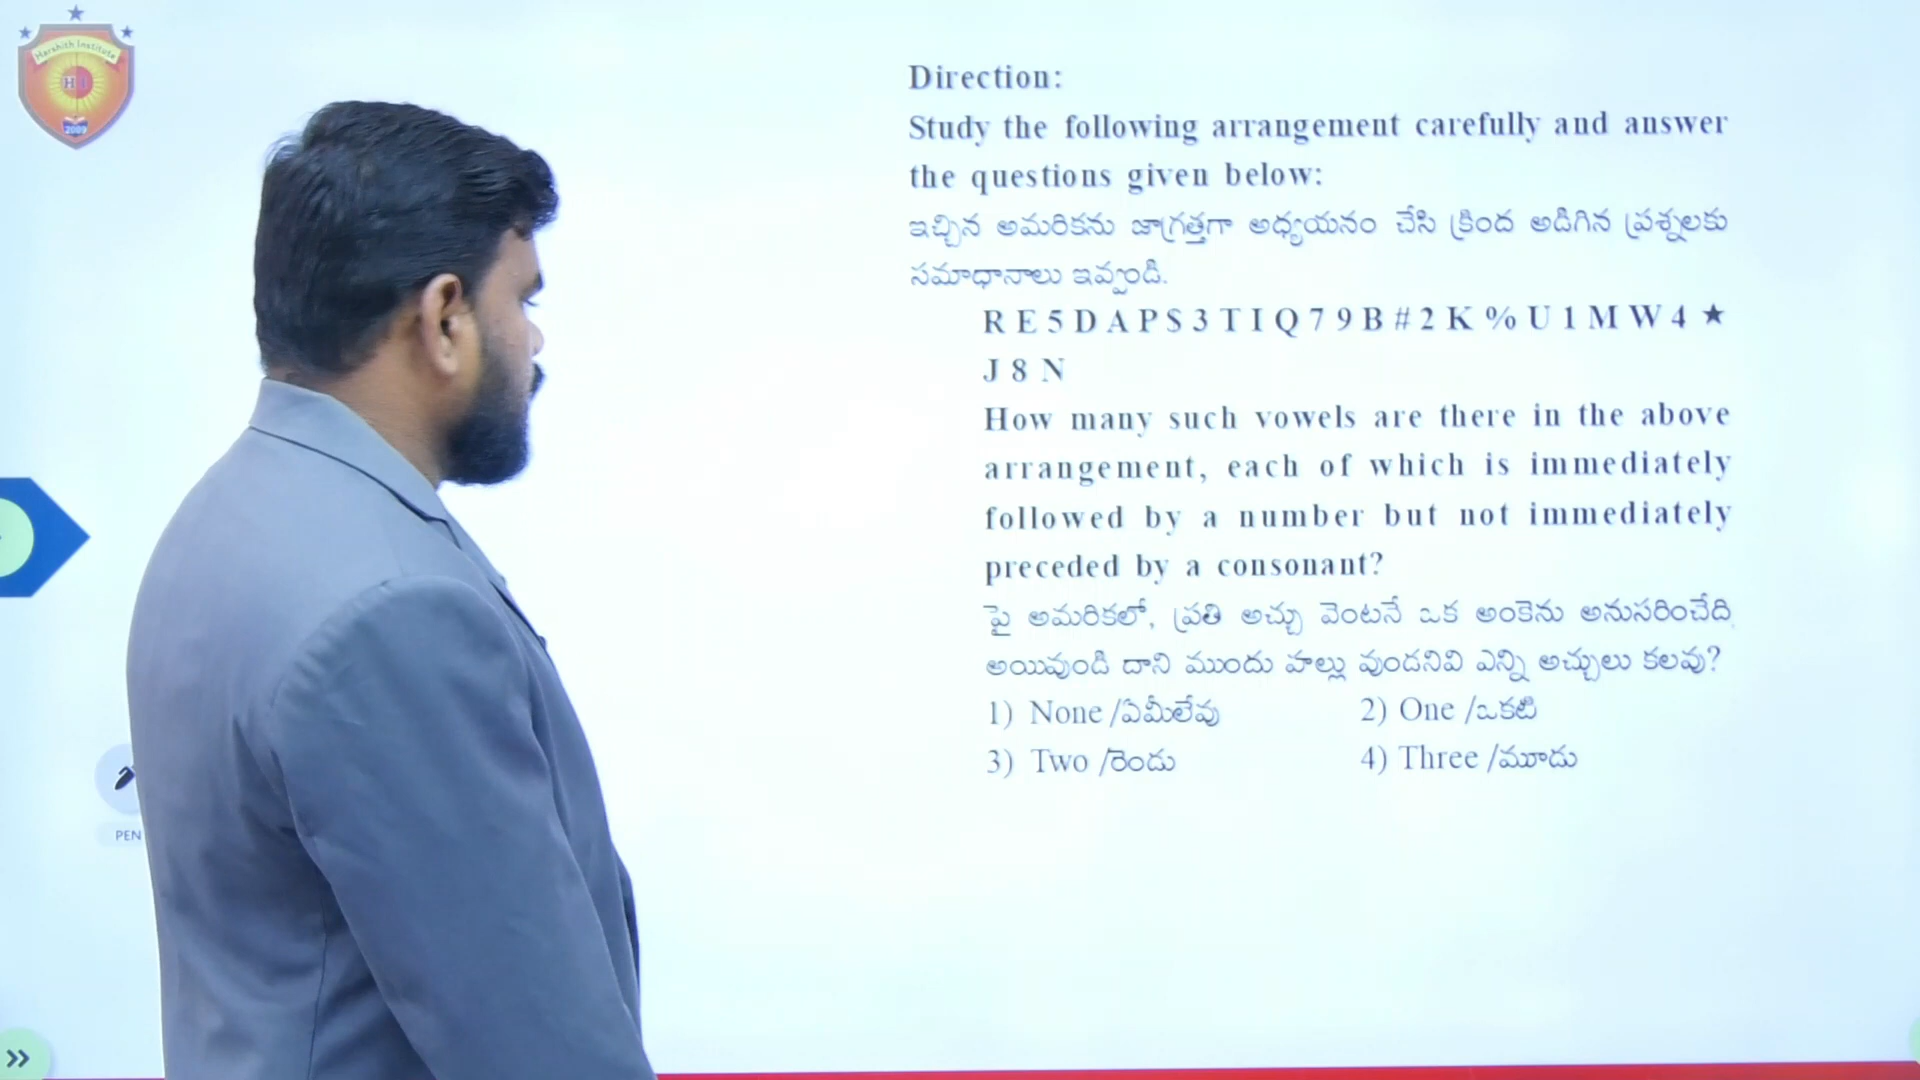 Harshith Institute
H I
2009
Direction:
Study the following arrangement carefully and answer
the questions given below:
ఇచ్చిన అమరికను జాగ్రత్తగా అధ్యయనం చేసి క్రింద అడిగిన ప్రశ్నలకు
సమాధానాలు ఇవ్వండి.
R E 5 D A P S 3 T I Q 7 9 B # 2 K % U 1 M W 4 ★
J 8 N
How many such vowels are there in the above
arrangement, each of which is immediately
followed by a number but not immediately
preceded by a consonant?
పై అమరికలో, ప్రతి అచ్చు వెంటనే ఒక అంకెను అనుసరించేది
అయివుండి దాని ముందు హల్లు వుండనివి ఎన్ని అచ్చులు కలవు?
1) None /ఏమీలేవు 2) One /ఒకటి
3) Two /రెండు 4) Three /మూడు
PEN